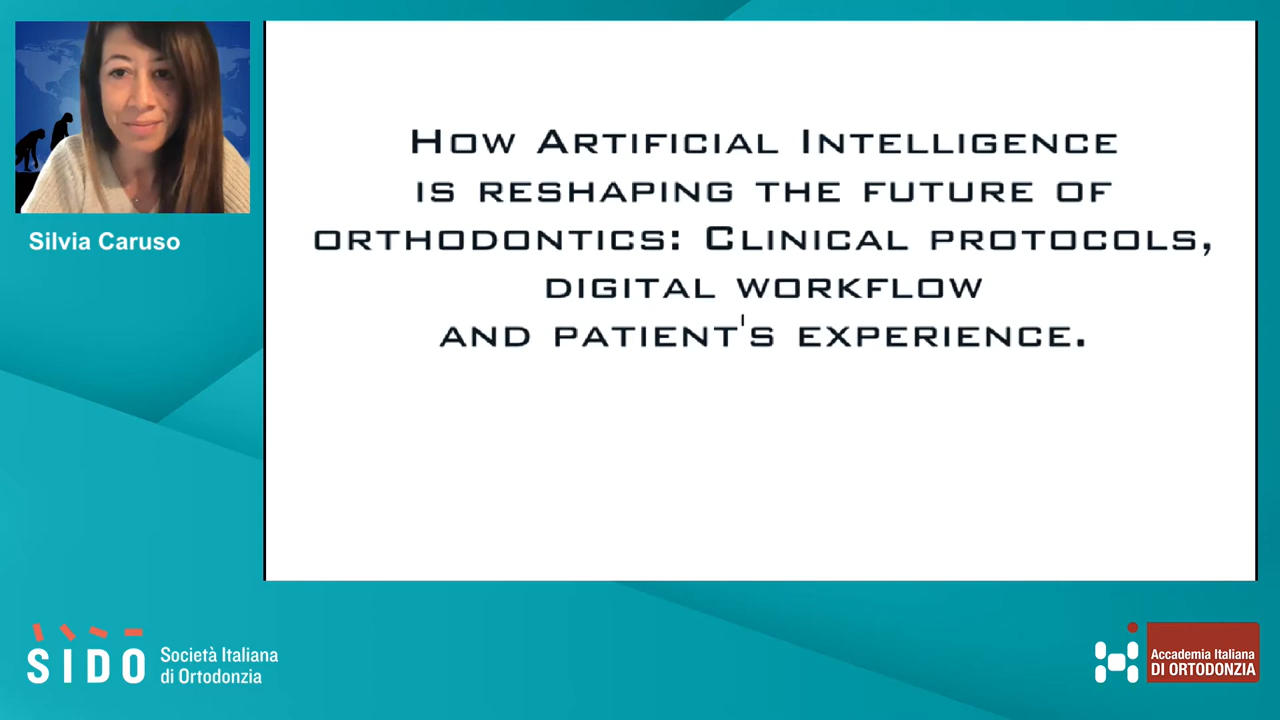 Silvia Caruso
How Artificial Intelligence
is reshaping the future of
orthodontics: Clinical protocols,
digital workflow
and patient's experience.
SIDO
Società Italiana
di Ortodonzia
Accademia Italiana
DI ORTODONZIA